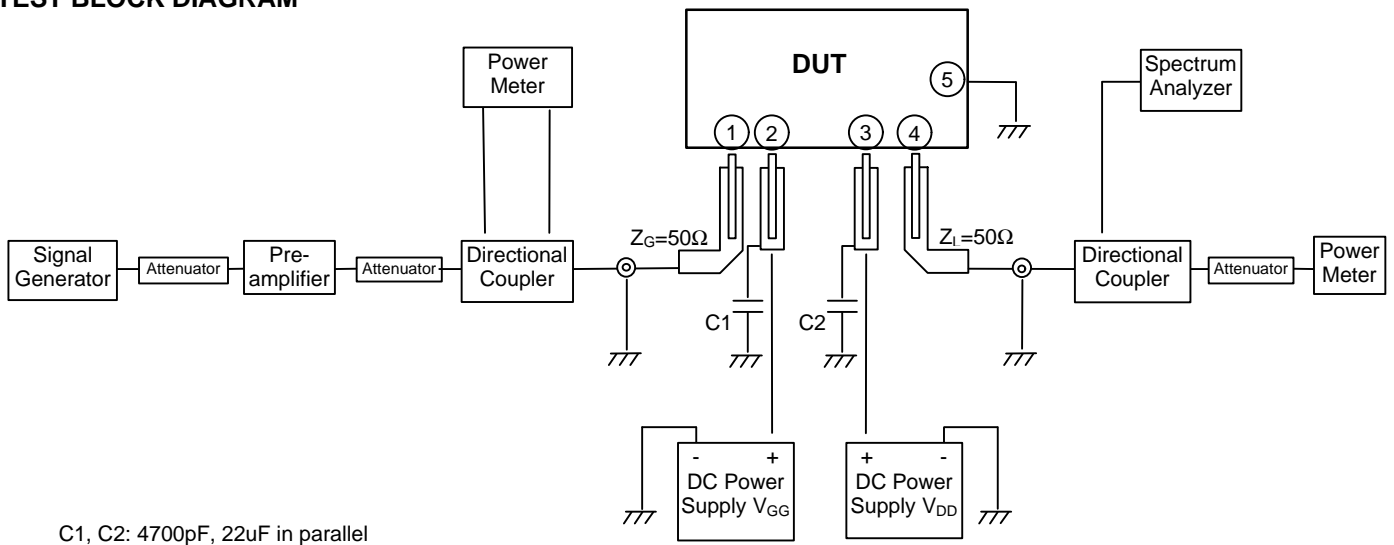 TEST BLOCK DIAGRAM
DUT
5
1
2
3
4
Power
Meter
Spectrum
Analyzer
Signal
Generator
Attenuator
Pre-
amplifier
Attenuator
Directional
Coupler
ZG=50Ω
ZL=50Ω
Directional
Coupler
Attenuator
Power
Meter
C1
C2
- +
DC Power
Supply VGG
+ -
DC Power
Supply VDD
C1, C2: 4700pF, 22uF in parallel